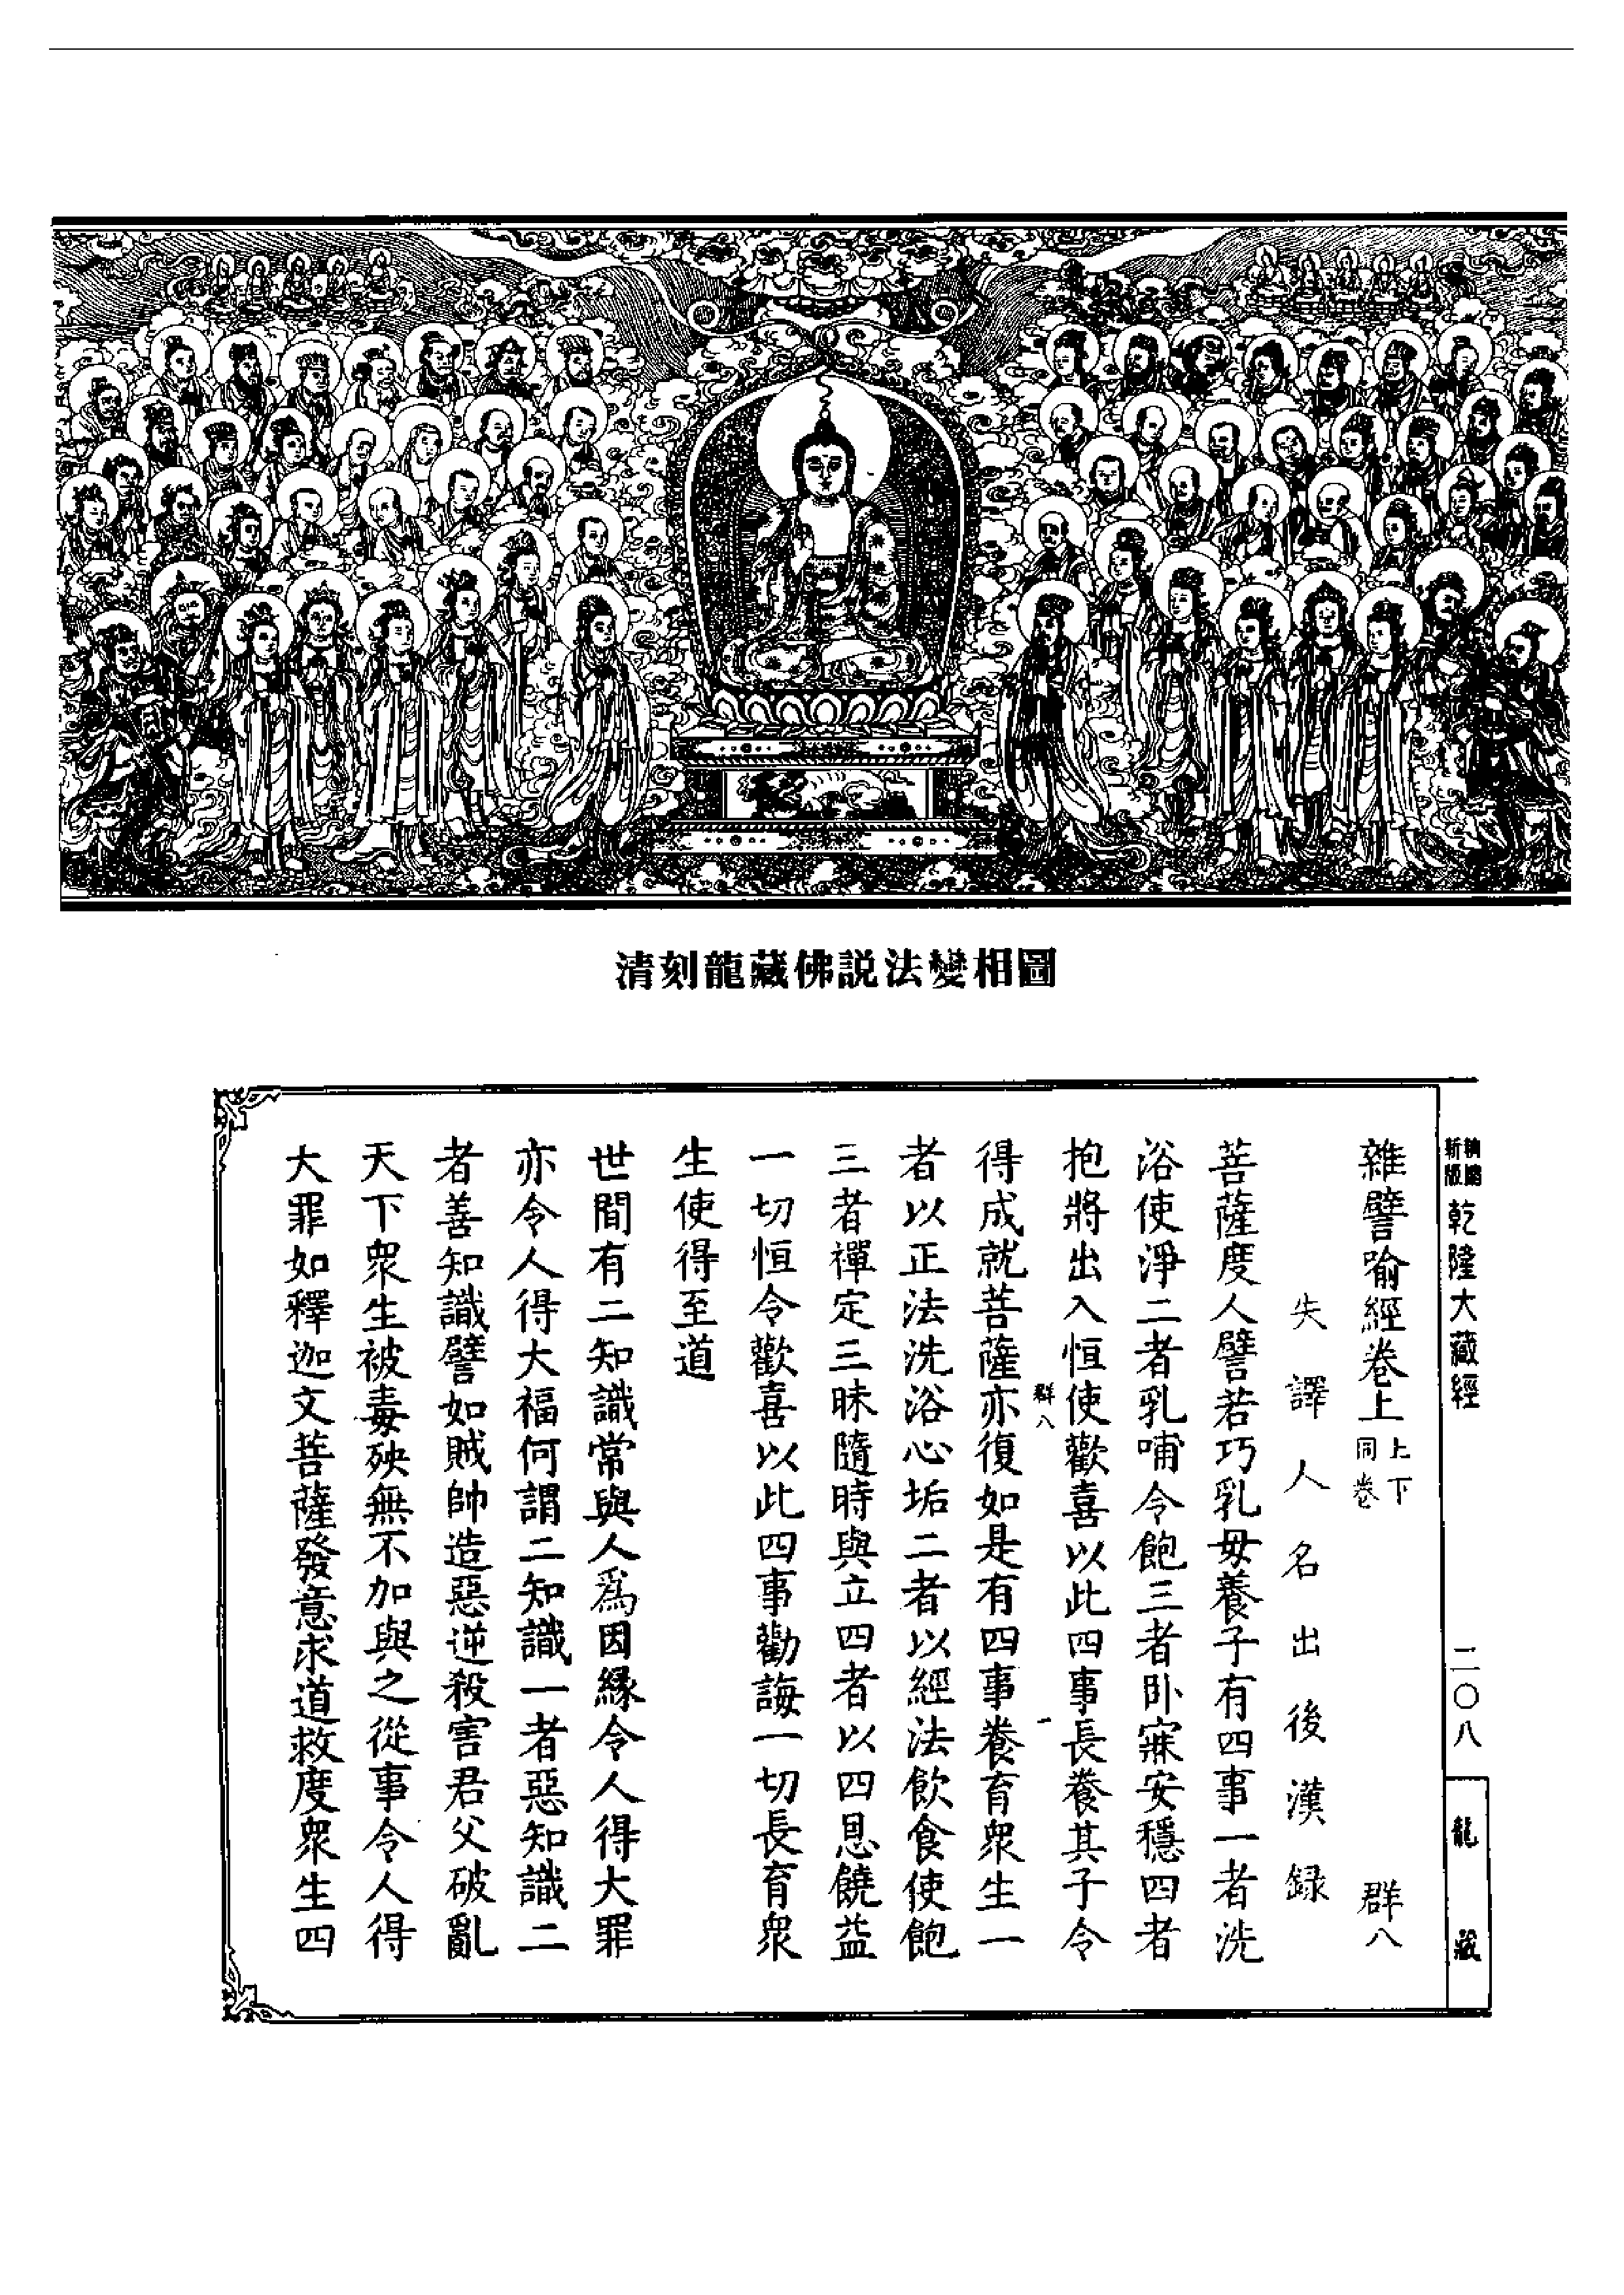 清刻龍藏佛説法變相圖
新版
乾隆大藏經
二〇八
龍藏
雜譬喻經卷上 上下同卷 群八
失譯人名出後漢録
菩薩度人譬若巧乳母養子有四事一者洗
浴使淨二者乳哺令飽三者卧寐安穩四者
抱將出入恒使歡喜以此四事長養其子令
群八
得成就菩薩亦復如是有四事養育衆生一
者以正法洗浴心垢二者以經法飲食使飽
三者禪定三昧隨時與立四者以四恩饒益
一切恒令歡喜以此四事勸誨一切長育衆
生使得至道
世間有二知識常與人爲因緣令人得大罪
亦令人得大福何謂二知識一者惡知識二
者善知識譬如賊帥造惡逆殺害君父破亂
天下衆生被毒殃無不加與之從事令人得
大罪如釋迦文菩薩發意求道救度衆生四